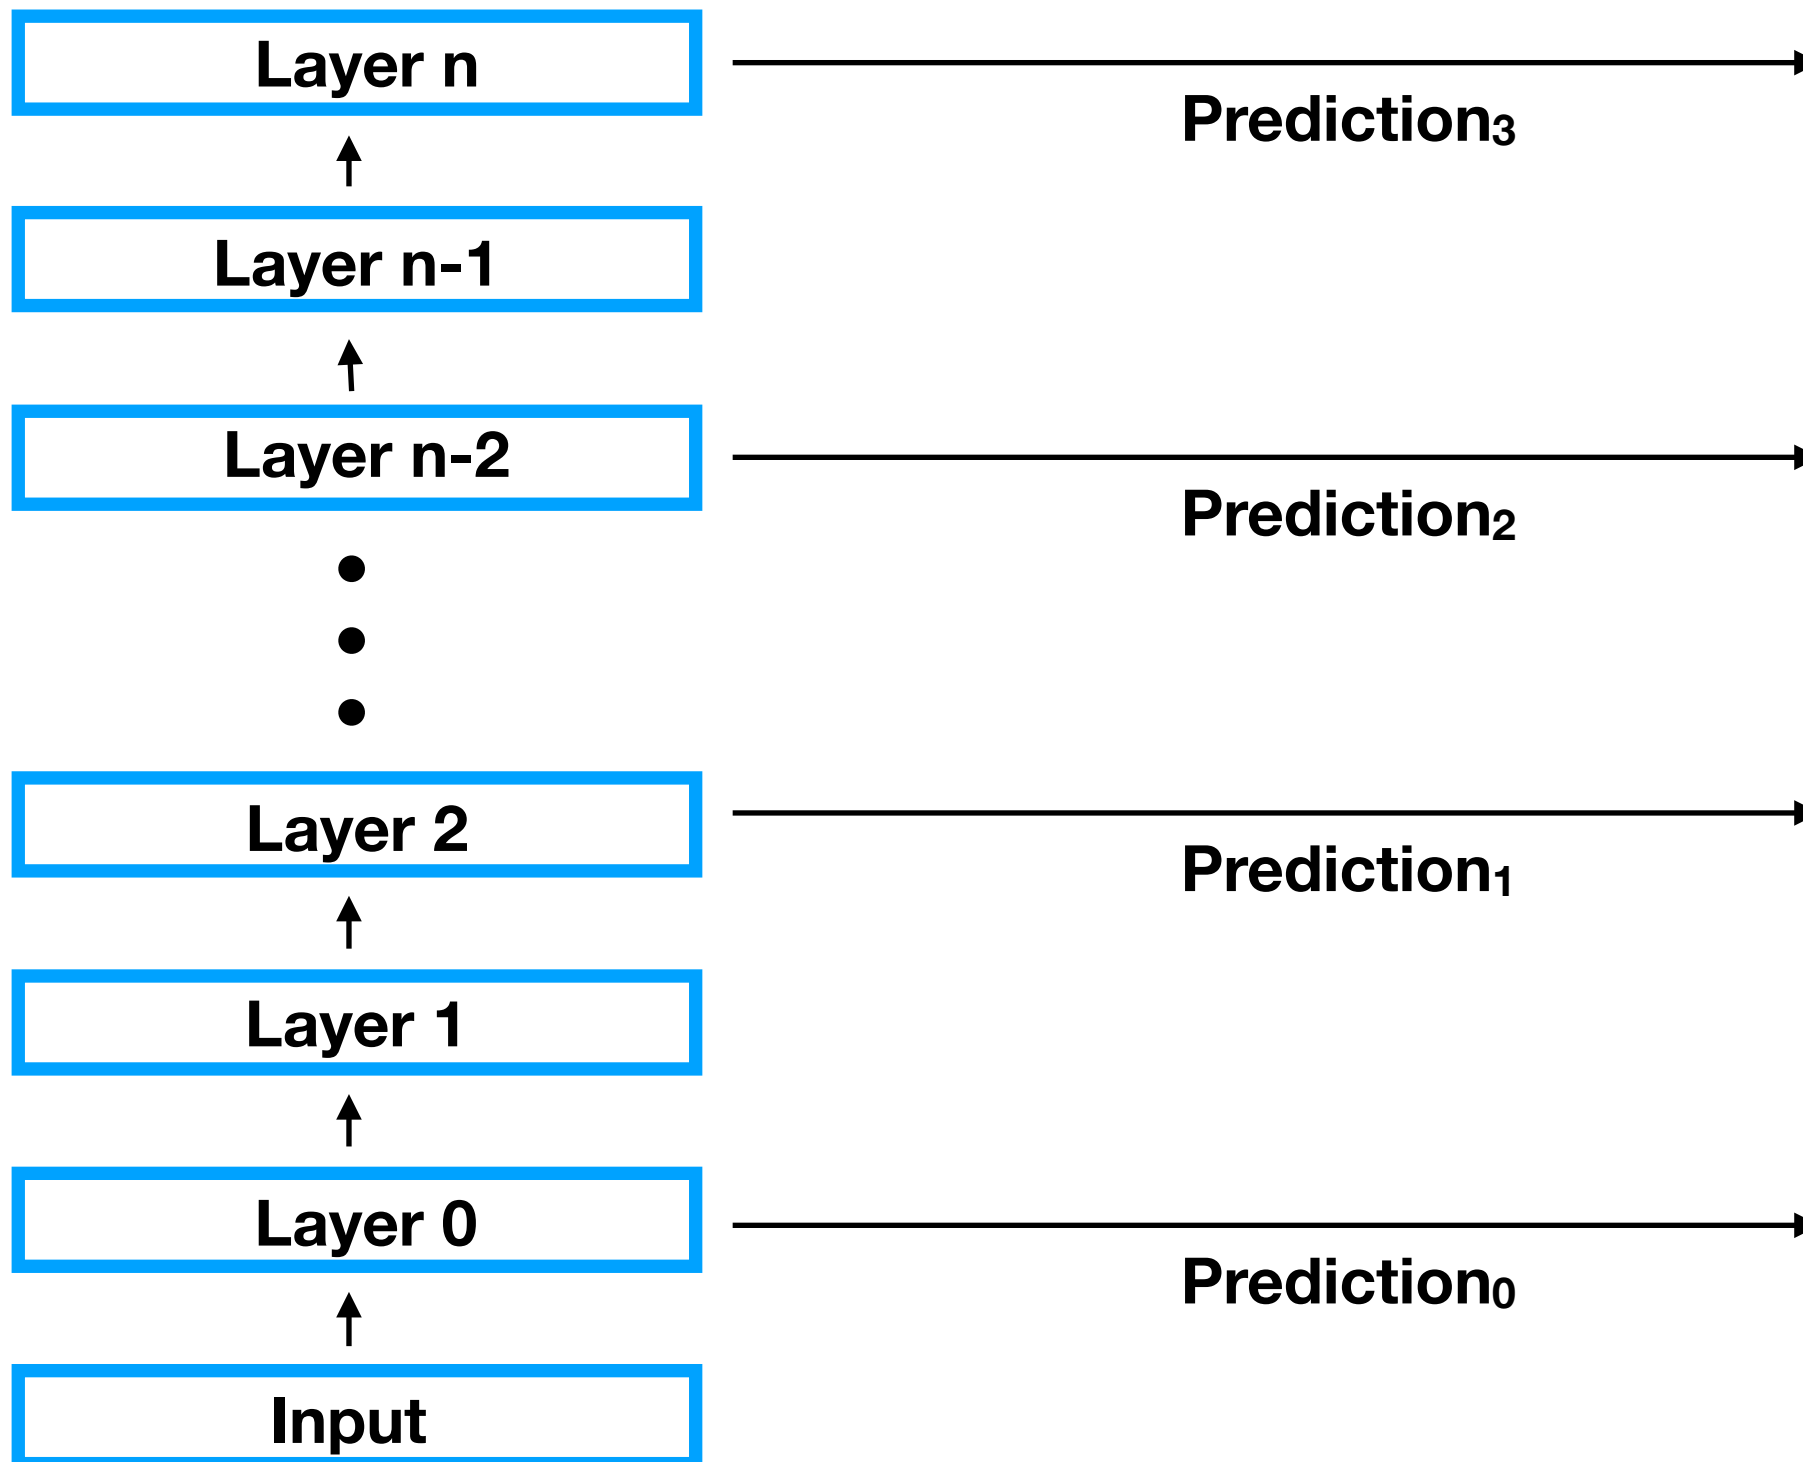 Layer n
Prediction₃
Layer n-1
Layer n-2
Prediction₂
Layer 2
Prediction₁
Layer 1
Layer 0
Prediction₀
Input